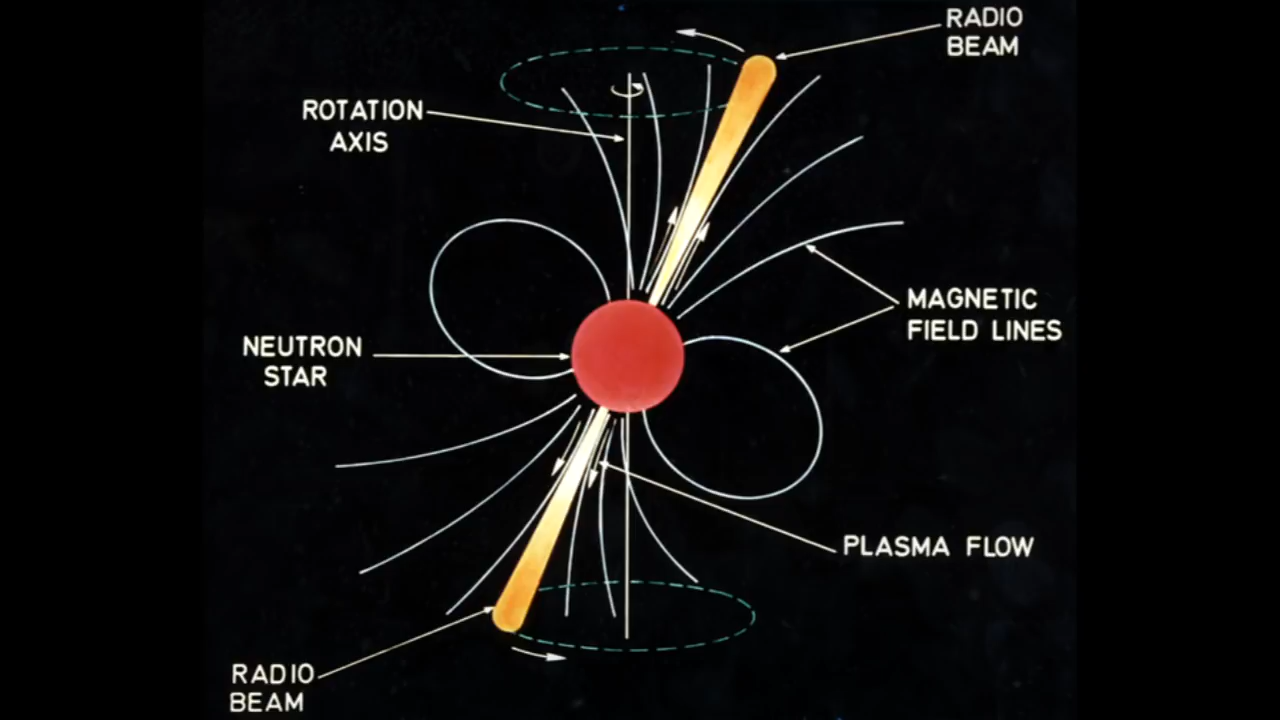 RADIO
BEAM
ROTATION
AXIS
MAGNETIC
FIELD LINES
NEUTRON
STAR
PLASMA FLOW
RADIO
BEAM